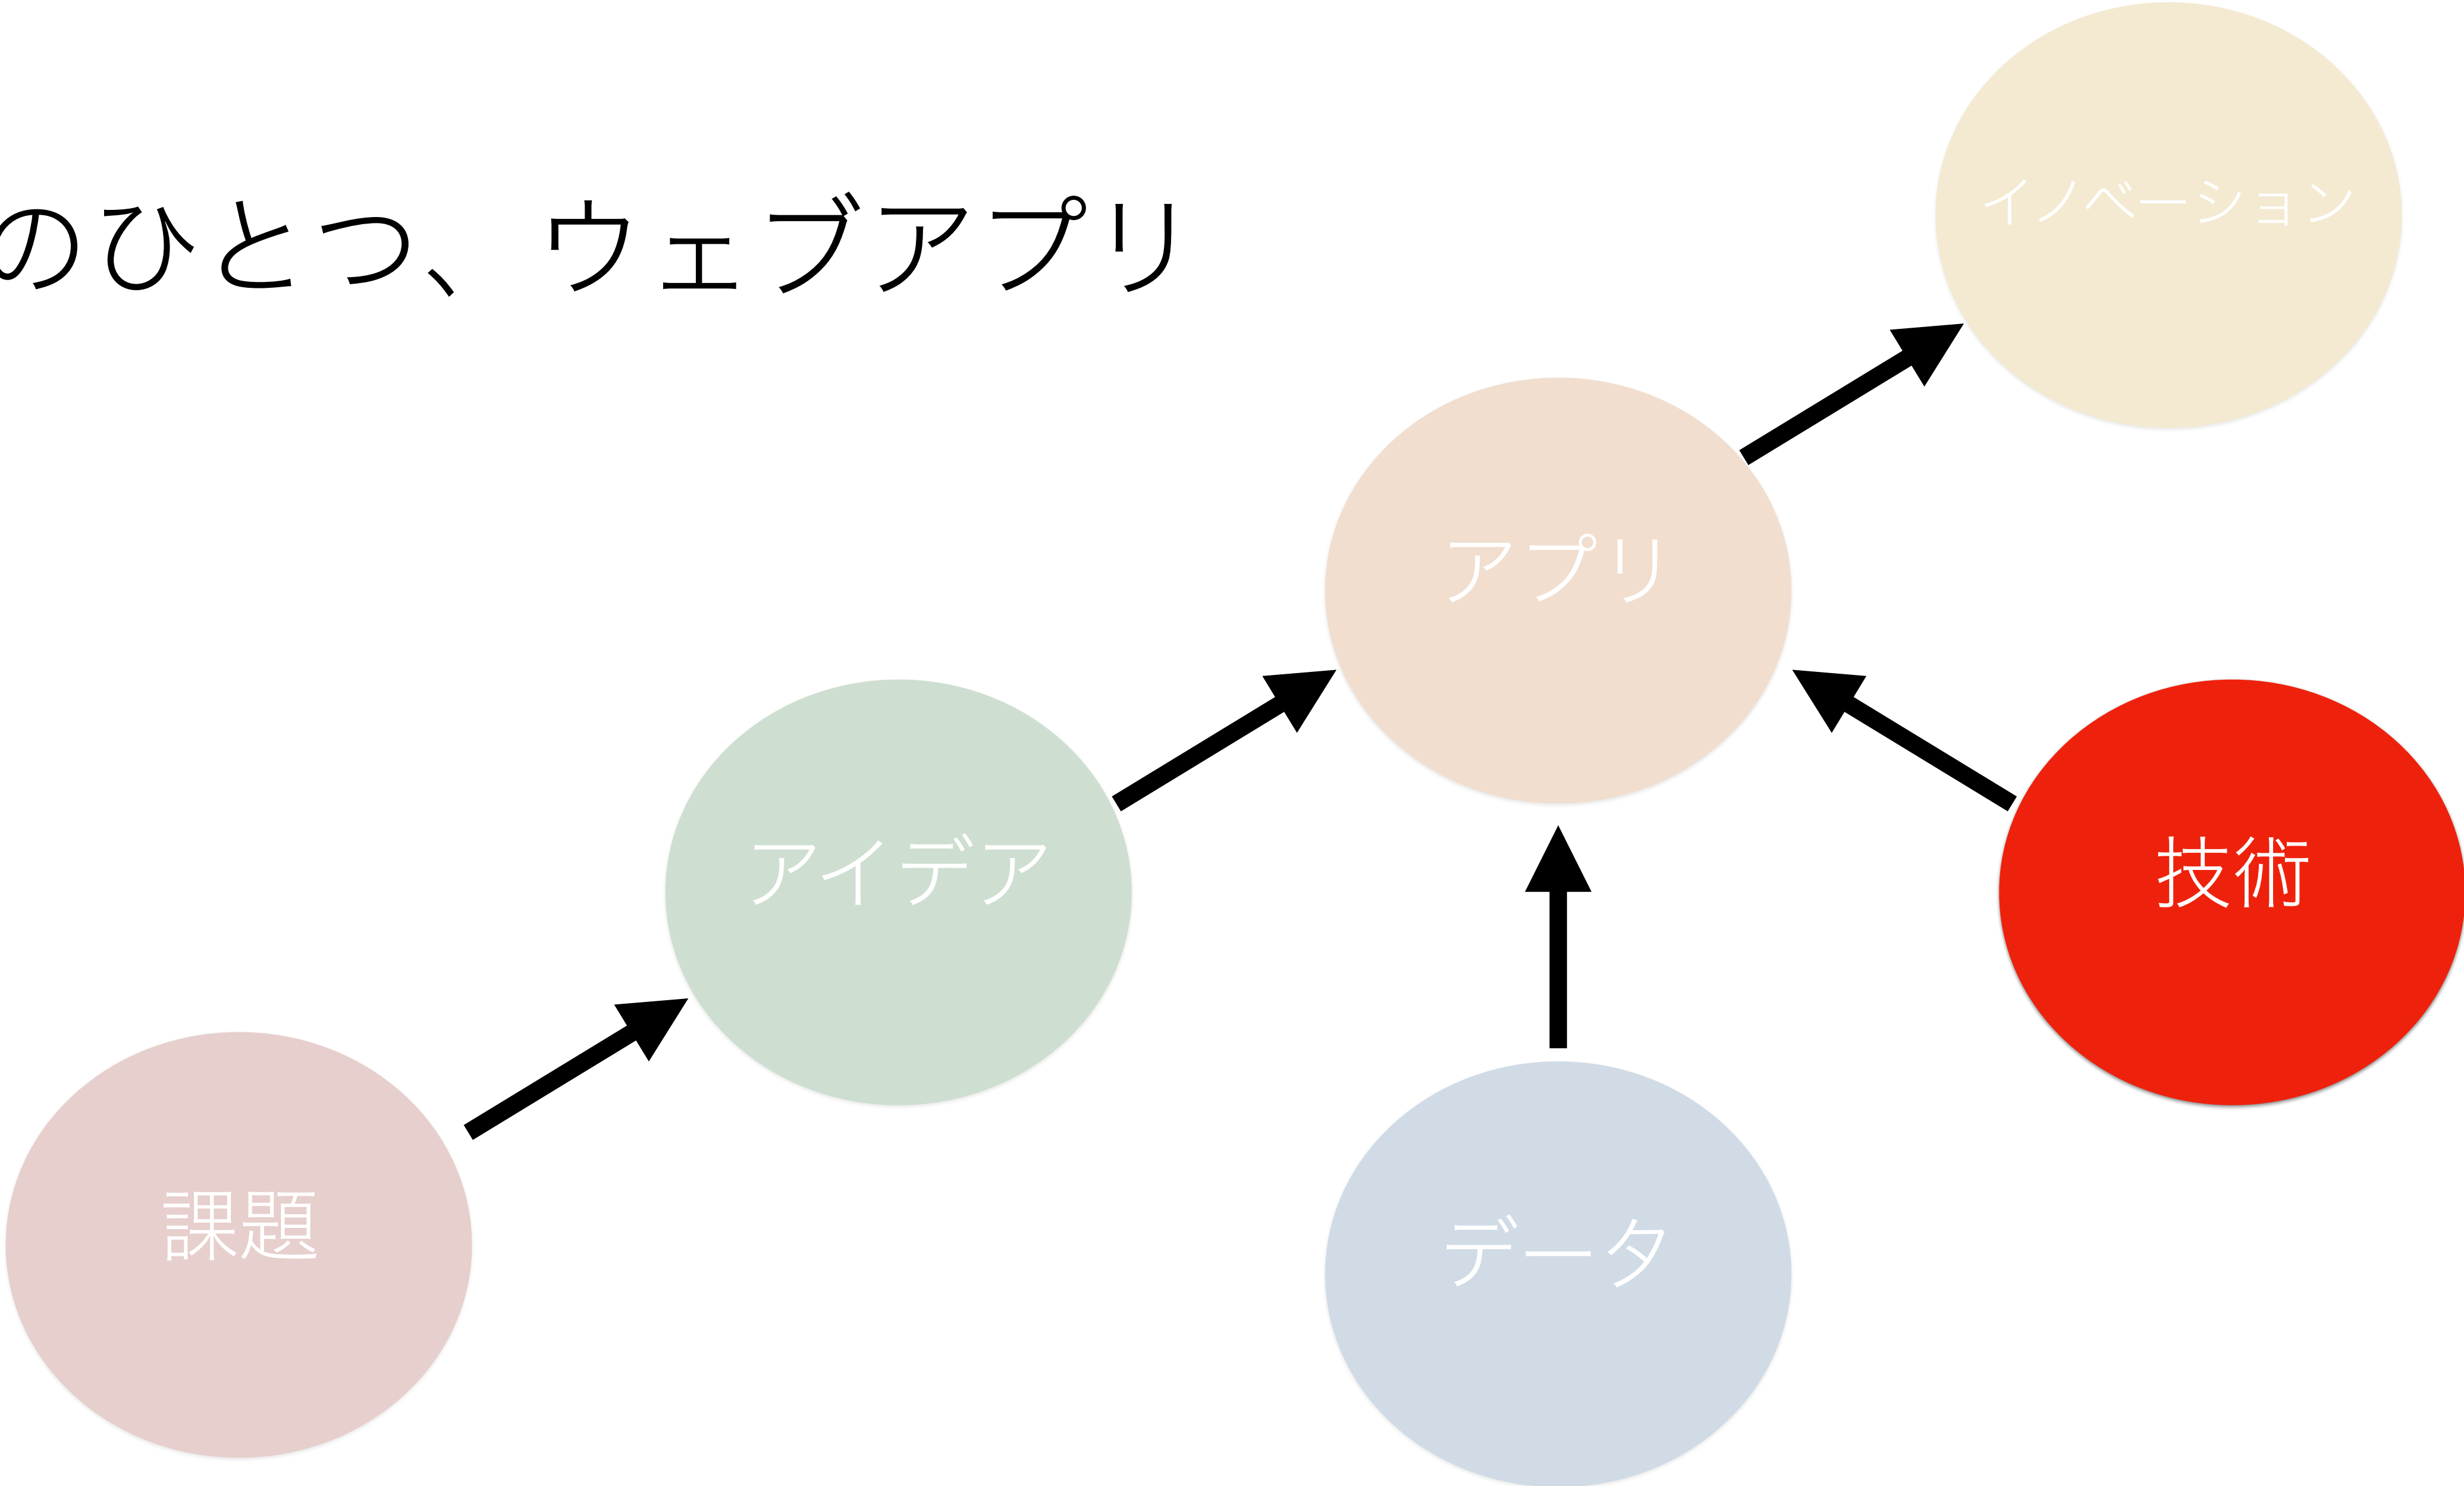 のひとつ、 ウェブアプリ
イノベーション
アプリ
アイデア
技術
課題
データ